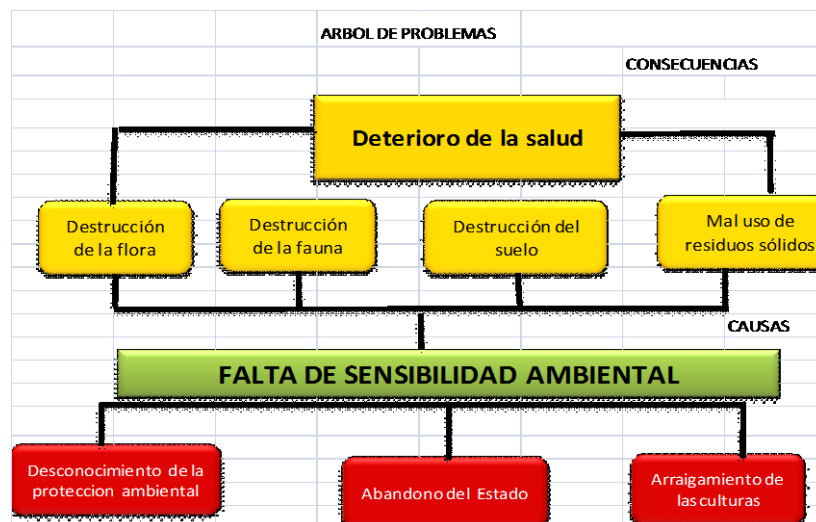 ARBOL DE PROBLEMAS
CONSECUENCIAS
Deterioro de la salud
Destrucción
de la flora
Destrucción
de la fauna
Destrucción del
suelo
Mal uso de
residuos sólidos
CAUSAS
FALTA DE SENSIBILIDAD AMBIENTAL
Desconocimiento de la
proteccion ambiental
Abandono del Estado
Arraigamiento de
las culturas